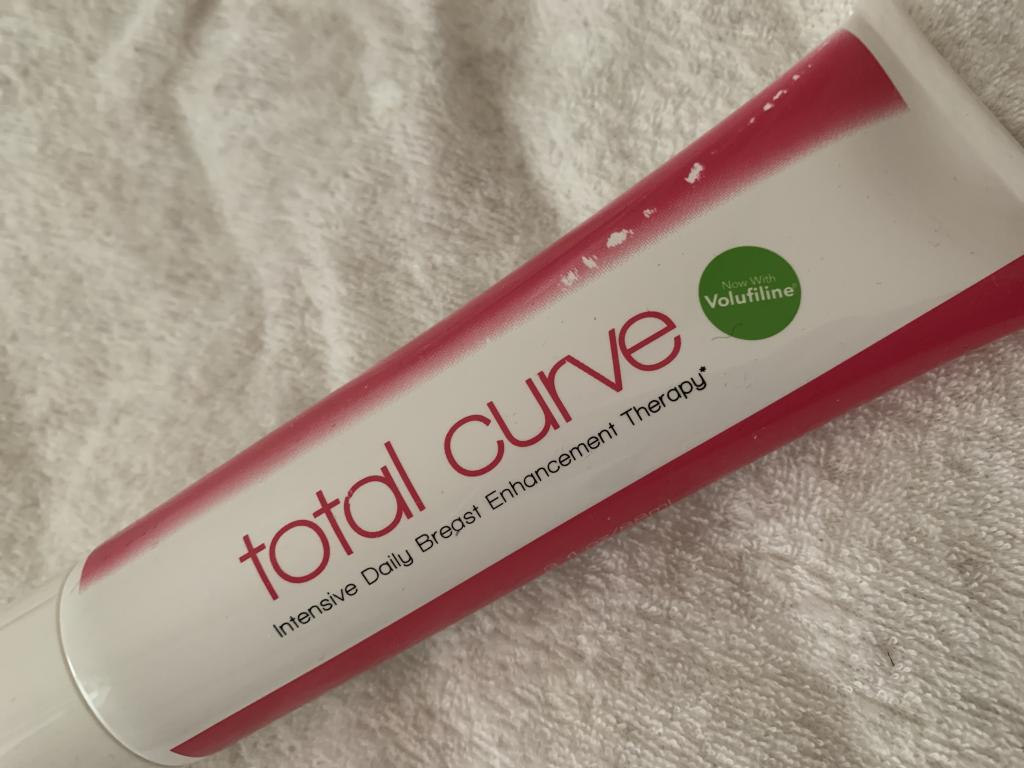 Now With
Volufiline®
total curve
Intensive Daily Breast Enhancement Therapy*